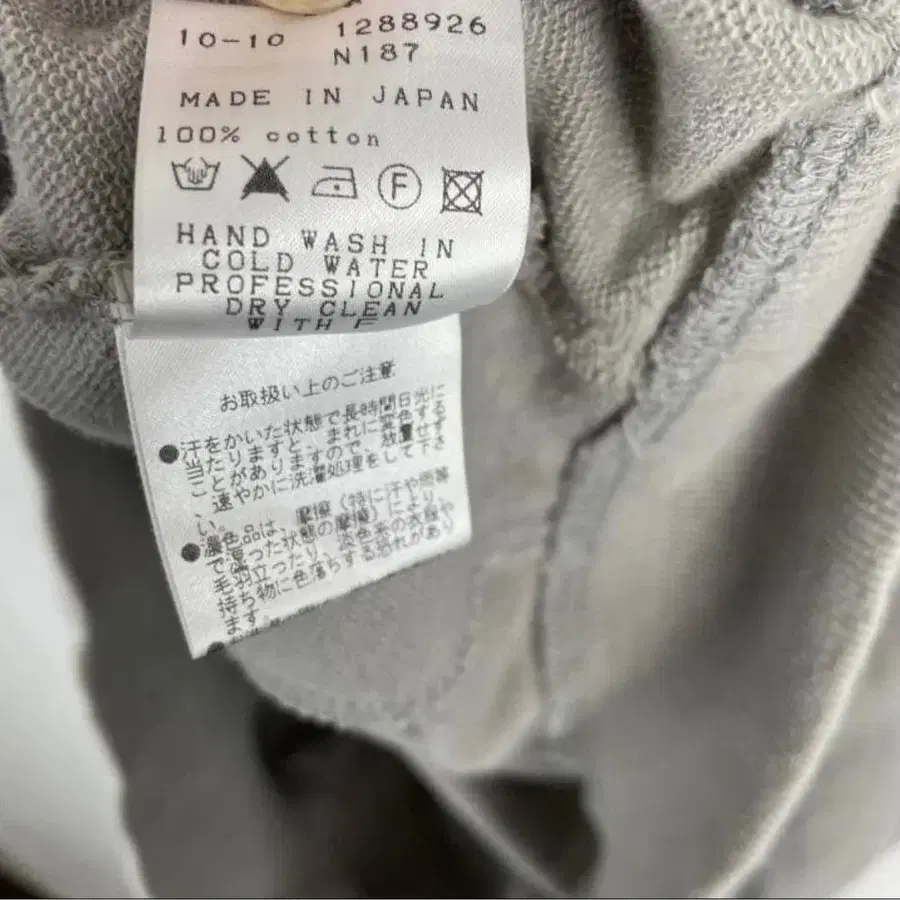 10-10 1288926
N187
MADE IN JAPAN
100% cotton
F
HAND WASH IN
COLD WATER
PROFESSIONAL
DRY CLEAN
WITH F
お取扱い上のご注意
●汗をかいた状態で長時間日光に
当たりますと、まれに変色する
ことがありますので、放置せず
速やかに洗濯処理をして下さ
い。
●濃色品は、摩擦（特に汗や雨等
で湿った状態の摩擦）により、
毛羽立ったり、淡色系の衣服や
持ち物に色落ちする恐れがあり
ます。